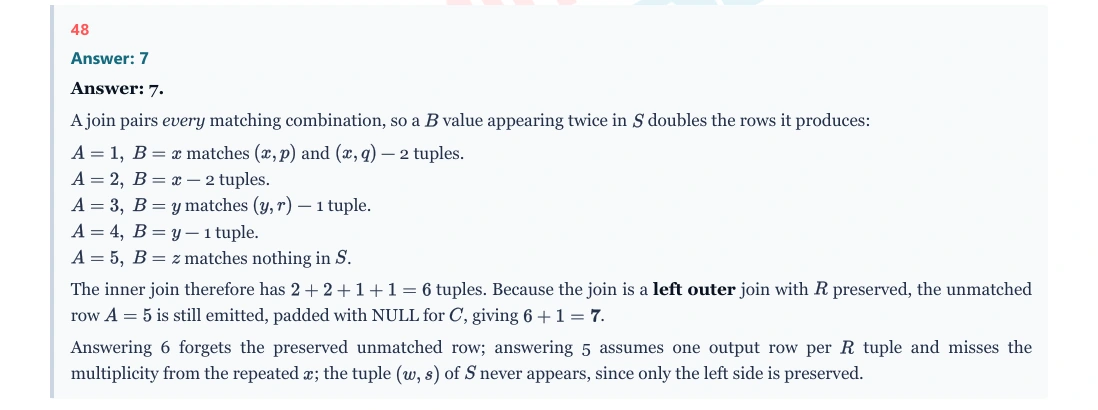 48
Answer: 7
Answer: 7.
A join pairs every matching combination, so a B value appearing twice in S doubles the rows it produces:
A = 1, B = x matches (x, p) and (x, q) — 2 tuples.
A = 2, B = x — 2 tuples.
A = 3, B = y matches (y, r) — 1 tuple.
A = 4, B = y — 1 tuple.
A = 5, B = z matches nothing in S.
The inner join therefore has 2 + 2 + 1 + 1 = 6 tuples. Because the join is a left outer join with R preserved, the unmatched
row A = 5 is still emitted, padded with NULL for C, giving 6 + 1 = 7.
Answering 6 forgets the preserved unmatched row; answering 5 assumes one output row per R tuple and misses the
multiplicity from the repeated x; the tuple (w, s) of S never appears, since only the left side is preserved.